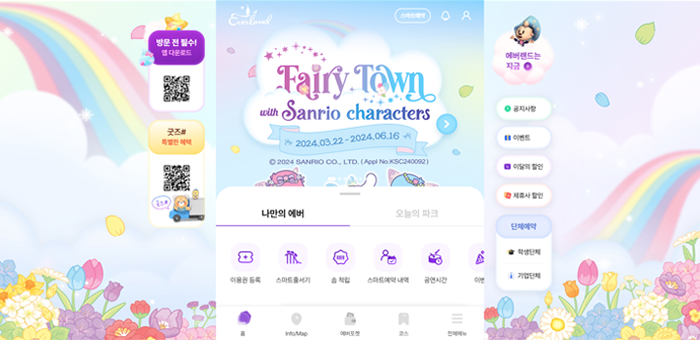 방문 전 필수!
앱 다운로드
굿즈#
특별한 혜택
굿즈#
Everland
스마트예약
Fairy Town
with Sanrio characters
2024.03.22 - 2024.06.16
© 2024 SANRIO CO., LTD. (Appl No.KSC240092)
나만의 에버
오늘의 파크
이용권 등록
스마트줄서기
솜 적립
스마트예약 내역
공연시간
이벤
홈
Info/Map
에버포켓
코스
전체메뉴
에버랜드는
지금
공지사항
이벤트
이달의 할인
제휴사 할인
단체예약
학생단체
기업단체